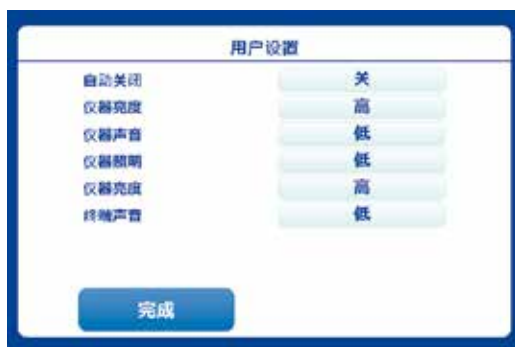 用户设置
自动关闭 关
仪器亮度 高
仪器声音 低
仪器照明 低
仪器亮度 高
终端声音 低
完成